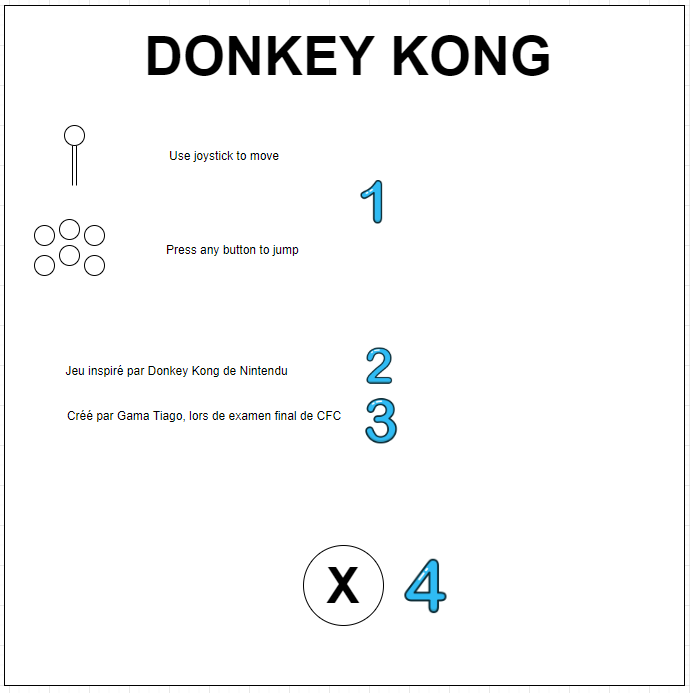 DONKEY KONG
Use joystick to move
1
Press any button to jump
Jeu inspiré par Donkey Kong de Nintendu
2
Créé par Gama Tiago, lors de examen final de CFC
3
X
4